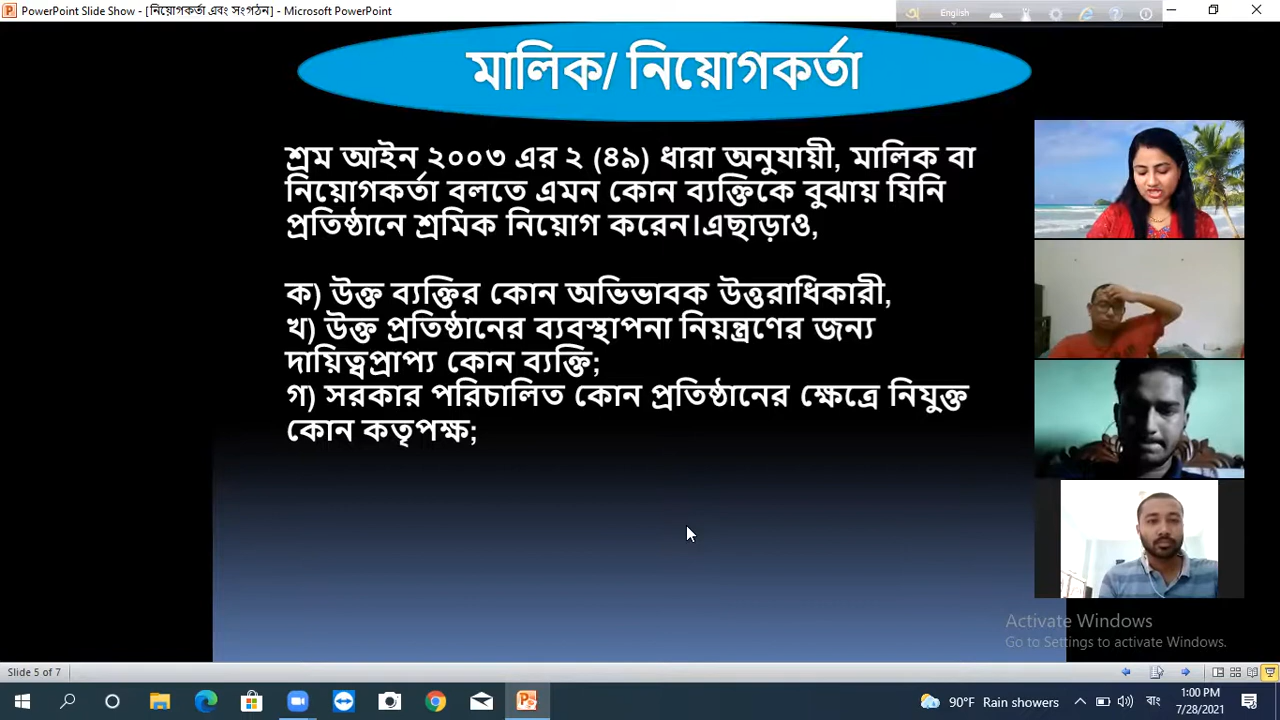 PowerPoint Slide Show - [নিয়োগকর্তা এবং সংগঠন] - Microsoft PowerPoint
English
মালিক/ নিয়োগকর্তা
শ্রম আইন ২০০৩ এর ২ (৪৯) ধারা অনুযায়ী, মালিক বা
নিয়োগকর্তা বলতে এমন কোন ব্যক্তিকে বুঝায় যিনি
প্রতিষ্ঠানে শ্রমিক নিয়োগ করেন।এছাড়াও,
ক) উক্ত ব্যক্তির কোন অভিভাবক উত্তরাধিকারী,
খ) উক্ত প্রতিষ্ঠানের ব্যবস্থাপনা নিয়ন্ত্রণের জন্য
দায়িত্বপ্রাপ্য কোন ব্যক্তি;
গ) সরকার পরিচালিত কোন প্রতিষ্ঠানের ক্ষেত্রে নিযুক্ত
কোন কতৃপক্ষ;
Activate Windows
Go to Settings to activate Windows.
Slide 5 of 7
90°F Rain showers
বাং
1:00 PM
7/28/2021